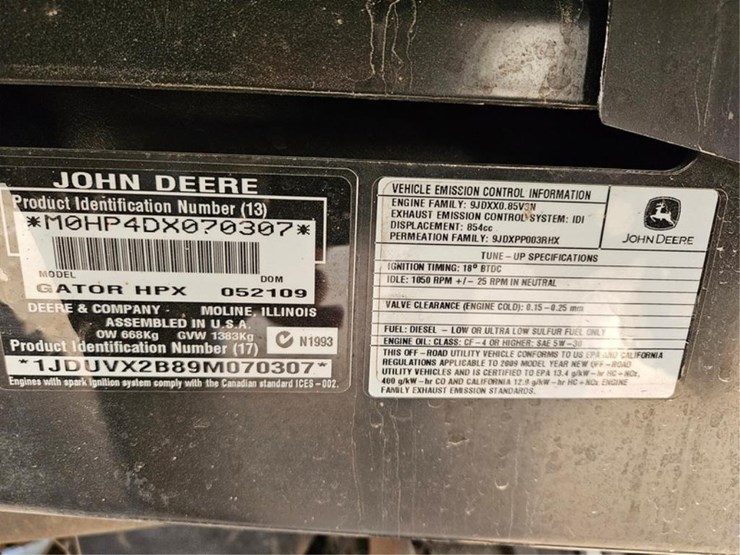 JOHN DEERE
Product Identification Number (13)
*M0HP4DX070307*
MODEL DOM
GATOR HPX 052109
DEERE & COMPANY MOLINE, ILLINOIS
ASSEMBLED IN U.S.A.
OW 668Kg GVW 1383Kg
N1993
Product Identification Number (17)
*1JDUVX2B89M070307*
Engines with spark ignition system comply with the Canadian standard ICES-002.
VEHICLE EMISSION CONTROL INFORMATION
ENGINE FAMILY: 9JDXX0.85V3N
EXHAUST EMISSION CONTROL SYSTEM: IDI
DISPLACEMENT: 854cc
PERMEATION FAMILY: 9JDXPP003RHX
JOHN DEERE
TUNE-UP SPECIFICATIONS
IGNITION TIMING: 18º BTDC
IDLE: 1050 RPM +/- 25 RPM IN NEUTRAL
VALVE CLEARANCE (ENGINE COLD): 0.15-0.25 mm
FUEL: DIESEL - LOW OR ULTRA LOW SULFUR FUEL ONLY
ENGINE OIL: CLASS: CF-4 OR HIGHER: SAE 5W-30
THIS OFF-ROAD UTILITY VEHICLE CONFORMS TO US EPA AND CALIFORNIA
REGULATIONS APPLICABLE TO 2009 MODEL YEAR NEW OFF-ROAD
UTILITY VEHICLES AND IS CERTIFIED TO EPA 13.4 g/kW-hr HC+NOx,
400 g/kW-hr CO AND CALIFORNIA 12.9 g/kW-hr HC+NOx ENGINE
FAMILY EXHAUST EMISSION STANDARDS.